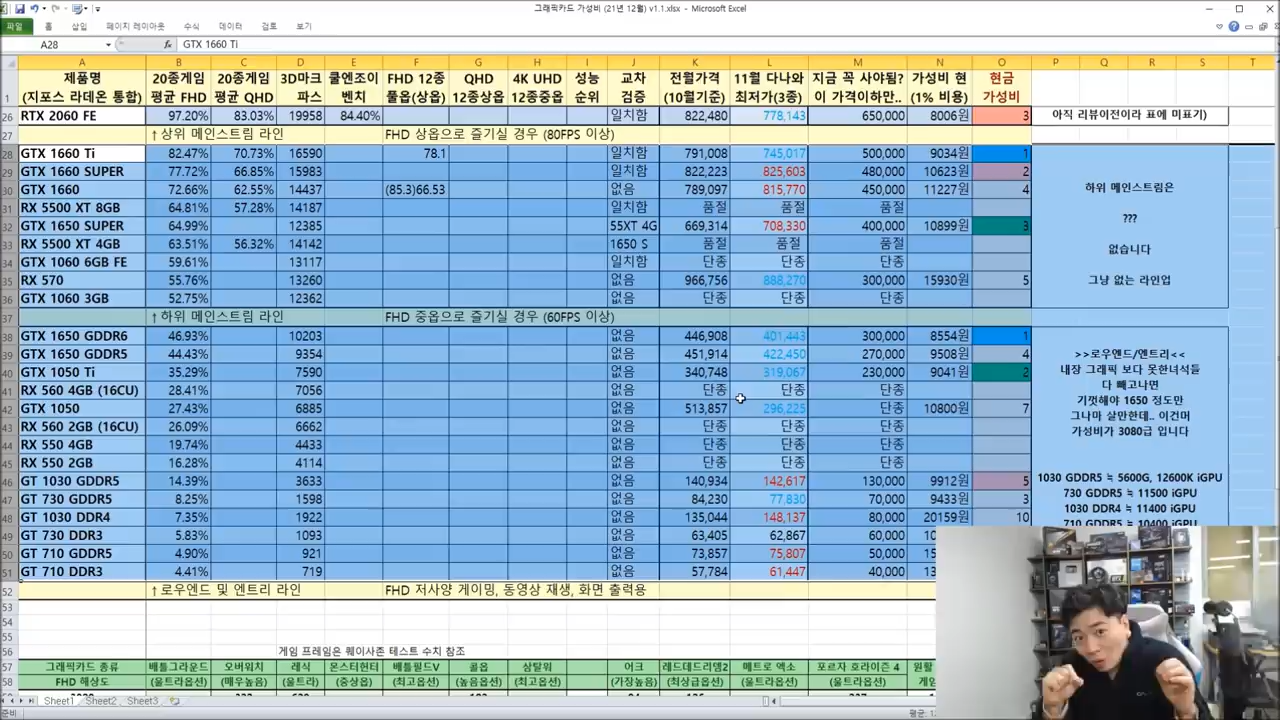 그래픽카드 가성비 (21년 12월) v1.1.xlsx - Microsoft Excel
파일 홈 삽입 페이지 레이아웃 수식 데이터 검토 보기
A28 fx GTX 1660 Ti
A B C D E F G H I J K L M N O P Q R S T
제품명 20종게임 20종게임 3D마크 쿨엔조이 FHD 12종 QHD 4K UHD 성능 교차 전월가격 11월 다나와 지금 꼭 사야됨? 가성비 현 현금
1 (지포스 라데온 통합) 평균 FHD 평균 QHD 파스 벤치 풀옵(상옵) 12종상옵 12종중옵 순위 검증 (10월기준) 최저가(3종) 이 가격이하만.. (1% 비용) 가성비
26 RTX 2060 FE 97.20% 83.03% 19958 84.40% 일치함 822,480 778,143 650,000 8006원 3 아직 리뷰이전이라 표에 미표기)
27 ↑ 상위 메인스트림 라인 FHD 상옵으로 즐기실 경우 (80FPS 이상)
28 GTX 1660 Ti 82.47% 70.73% 16590 78.1 일치함 791,008 745,017 500,000 9034원 1
29 GTX 1660 SUPER 77.72% 66.85% 15983 일치함 822,223 825,603 480,000 10623원 2
30 GTX 1660 72.66% 62.55% 14437 (85.3)66.53 없음 789,097 815,770 450,000 11227원 4 하위 메인스트림은
31 RX 5500 XT 8GB 64.81% 57.28% 14187 일치함 품절 품절 품절
32 GTX 1650 SUPER 64.99% 12385 55XT 4G 669,314 708,330 400,000 10899원 3 ???
33 RX 5500 XT 4GB 63.51% 56.32% 14142 1650 S 품절 품절 품절 없습니다
34 GTX 1060 6GB FE 59.61% 13117 일치함 단종 단종 단종
35 RX 570 55.76% 13260 없음 966,756 888,270 300,000 15930원 5 그냥 없는 라인업
36 GTX 1060 3GB 52.75% 12362 없음 단종 단종 단종
37 ↑ 하위 메인스트림 라인 FHD 중옵으로 즐기실 경우 (60FPS 이상)
38 GTX 1650 GDDR6 46.93% 10203 없음 446,908 401,443 300,000 8554원 1
39 GTX 1650 GDDR5 44.43% 9354 없음 451,914 422,450 270,000 9508원 4 >>로우엔드/엔트리<<
40 GTX 1050 Ti 35.29% 7590 없음 340,748 319,067 230,000 9041원 2 내장 그래픽 보다 못한녀석들
41 RX 560 4GB (16CU) 28.41% 7056 없음 단종 단종 단종 다 빼고나면
42 GTX 1050 27.43% 6885 없음 513,857 296,225 단종 10800원 7 기껏해야 1650 정도만
43 RX 560 2GB (16CU) 26.09% 6662 없음 단종 단종 단종 그나마 살만한데.. 이건머
44 RX 550 4GB 19.74% 4433 없음 단종 단종 단종 가성비가 3080급 입니다
45 RX 550 2GB 16.28% 4114 없음 단종 단종 단종
46 GT 1030 GDDR5 14.39% 3633 없음 140,934 142,617 130,000 9912원 5 1030 GDDR5 ≒ 5600G, 12600K iGPU
47 GT 730 GDDR5 8.25% 1598 없음 84,230 77,830 70,000 9433원 3 730 GDDR5 ≒ 11500 iGPU
48 GT 1030 DDR4 7.35% 1922 없음 135,044 148,137 80,000 20159원 10 1030 DDR4 ≒ 11400 iGPU
49 GT 730 DDR3 5.83% 1093 없음 63,405 62,867 60,000 710 GDDR5 ≒ 10400 iGPU
50 GT 710 GDDR5 4.90% 921 없음 73,857 75,807 50,000
51 GT 710 DDR3 4.41% 719 없음 57,784 61,447 40,000
52 ↑ 로우엔드 및 엔트리 라인 FHD 저사양 게이밍, 동영상 재생, 화면 출력용
53
54
55
56 게임 프레임은 퀘이사존 테스트 수치 참조
57 그래픽카드 종류 배틀그라운드 오버워치 레식 몬스터헌터 배틀필드V 콜옵 삼탈워 어크 레드데드리뎀2 메트로 엑소 포르자 호라이즌 4
58 FHD 해상도 (울트라옵션) (매우높음) (울트라) (중상옵) (최고옵션) (높음옵션) (최고옵션) (가장높음) (최상급옵션) (울트라옵션) (울트라옵션)
Sheet1 Sheet2 Sheet3
준비